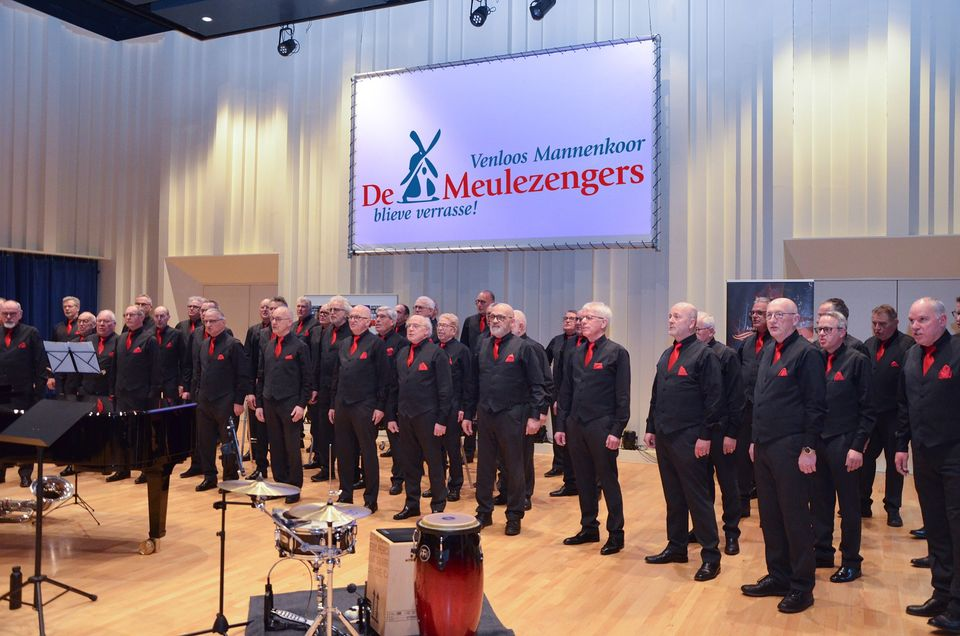 Venloos Mannenkoor
De Meulezengers
blieve verrasse!